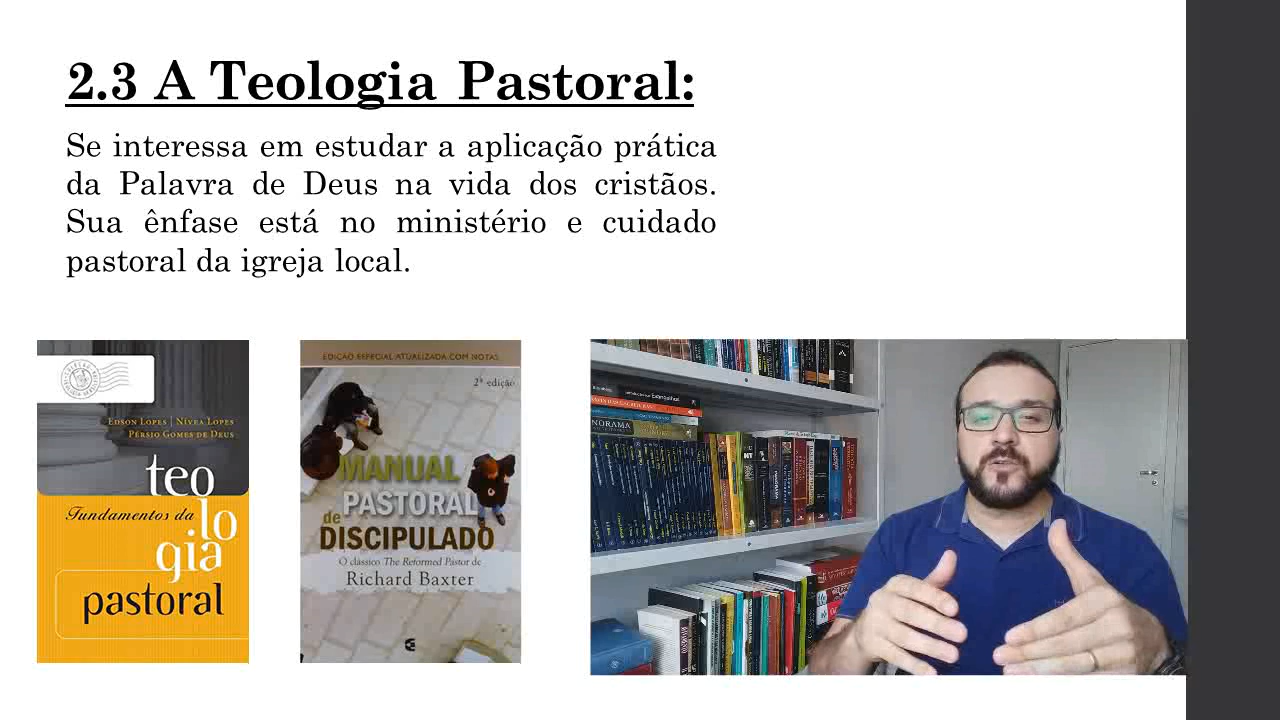 2.3 A Teologia Pastoral:
Se interessa em estudar a aplicação prática
da Palavra de Deus na vida dos cristãos.
Sua ênfase está no ministério e cuidado
pastoral da igreja local.
EDSON LOPES | NÍVEA LOPES
PÉRSIO GOMES DE DEUS
teo
Fundamentos da lo
gia
pastoral
EDIÇÃO ESPECIAL ATUALIZADA COM NOTAS
2ª edição
MANUAL
PASTORAL
de
DISCIPULADO
O clássico The Reformed Pastor de
Richard Baxter